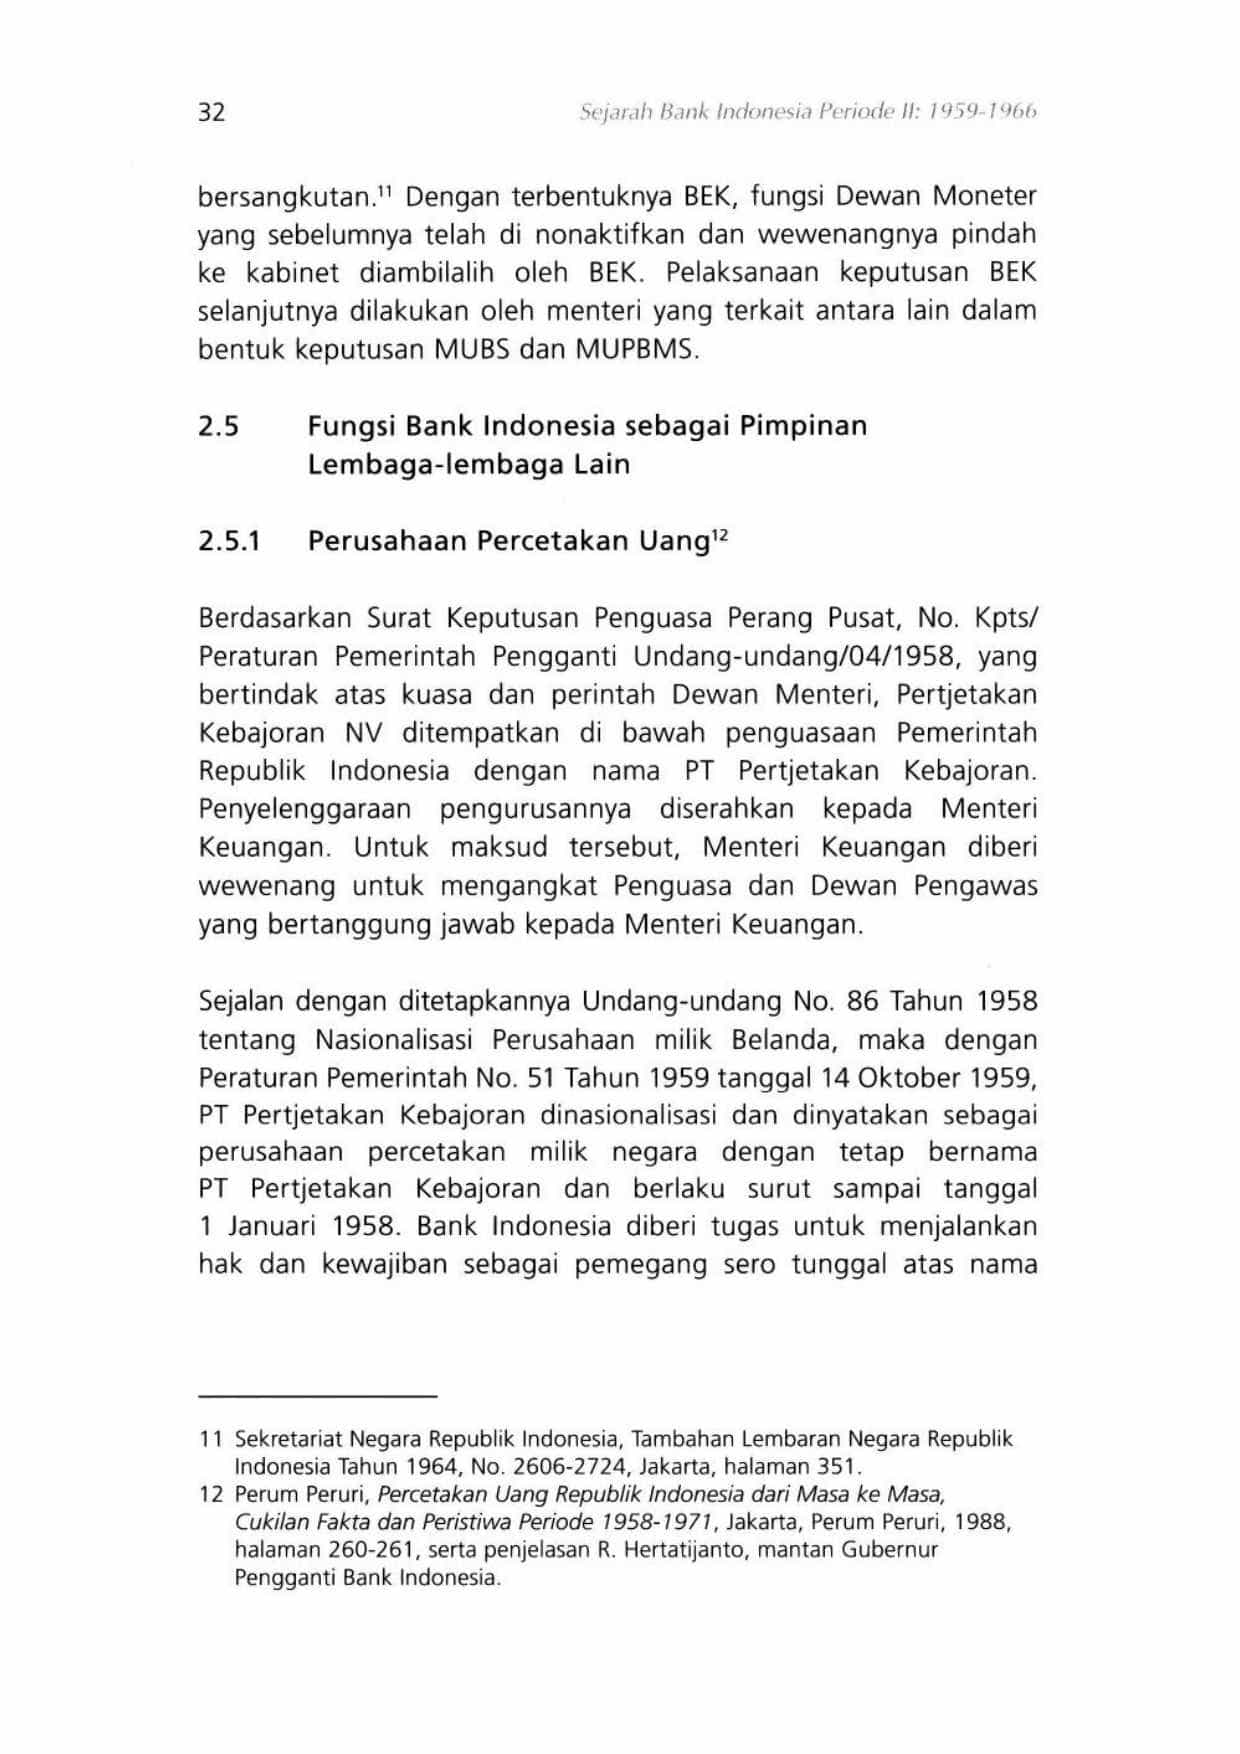 32
Sejarah Bank Indonesia Periode II: 1959-1966
bersangkutan.¹¹ Dengan terbentuknya BEK, fungsi Dewan Moneter
yang sebelumnya telah di nonaktifkan dan wewenangnya pindah
ke kabinet diambilalih oleh BEK. Pelaksanaan keputusan BEK
selanjutnya dilakukan oleh menteri yang terkait antara lain dalam
bentuk keputusan MUBS dan MUPBMS.
2.5 Fungsi Bank Indonesia sebagai Pimpinan
Lembaga-lembaga Lain
2.5.1 Perusahaan Percetakan Uang¹²
Berdasarkan Surat Keputusan Penguasa Perang Pusat, No. Kpts/
Peraturan Pemerintah Pengganti Undang-undang/04/1958, yang
bertindak atas kuasa dan perintah Dewan Menteri, Pertjetakan
Kebajoran NV ditempatkan di bawah penguasaan Pemerintah
Republik Indonesia dengan nama PT Pertjetakan Kebajoran.
Penyelenggaraan pengurusannya diserahkan kepada Menteri
Keuangan. Untuk maksud tersebut, Menteri Keuangan diberi
wewenang untuk mengangkat Penguasa dan Dewan Pengawas
yang bertanggung jawab kepada Menteri Keuangan.
Sejalan dengan ditetapkannya Undang-undang No. 86 Tahun 1958
tentang Nasionalisasi Perusahaan milik Belanda, maka dengan
Peraturan Pemerintah No. 51 Tahun 1959 tanggal 14 Oktober 1959,
PT Pertjetakan Kebajoran dinasionalisasi dan dinyatakan sebagai
perusahaan percetakan milik negara dengan tetap bernama
PT Pertjetakan Kebajoran dan berlaku surut sampai tanggal
1 Januari 1958. Bank Indonesia diberi tugas untuk menjalankan
hak dan kewajiban sebagai pemegang sero tunggal atas nama
11 Sekretariat Negara Republik Indonesia, Tambahan Lembaran Negara Republik
Indonesia Tahun 1964, No. 2606-2724, Jakarta, halaman 351.
12 Perum Peruri, Percetakan Uang Republik Indonesia dari Masa ke Masa,
Cukilan Fakta dan Peristiwa Periode 1958-1971, Jakarta, Perum Peruri, 1988,
halaman 260-261, serta penjelasan R. Hertatijanto, mantan Gubernur
Pengganti Bank Indonesia.